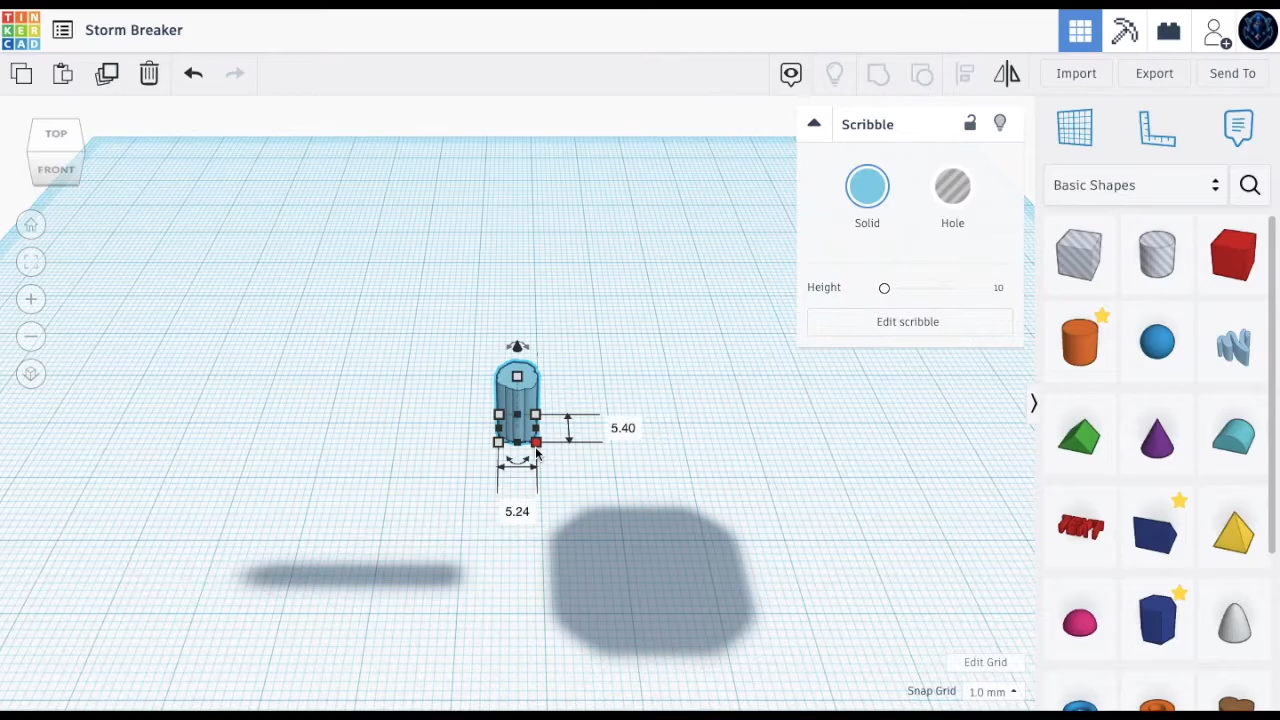 TIN
KER
CAD
Storm Breaker
Import
Export
Send To
TOP
FRONT
Scribble
Solid
Hole
Height
10
Edit scribble
Basic Shapes
TEXT
5.40
5.24
Edit Grid
Snap Grid 1.0 mm